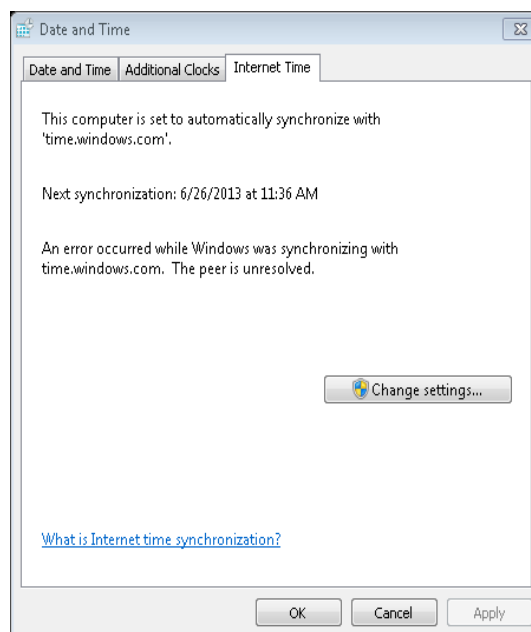 Date and Time
Date and Time Additional Clocks Internet Time
This computer is set to automatically synchronize with
'time.windows.com'.
Next synchronization: 6/26/2013 at 11:36 AM
An error occurred while Windows was synchronizing with
time.windows.com.  The peer is unresolved.
Change settings...
What is Internet time synchronization?
OK Cancel Apply